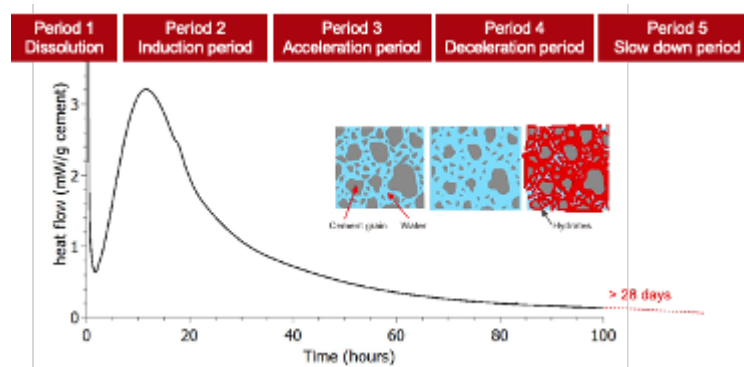 Period 1
Dissolution
Period 2
Induction period
Period 3
Acceleration period
Period 4
Deceleration period
Period 5
Slow down period
heat flow (mW/g cement)
3
2
1
0
Cement grain
Water
Hydrates
> 28 days
0
20
40
60
80
100
Time (hours)